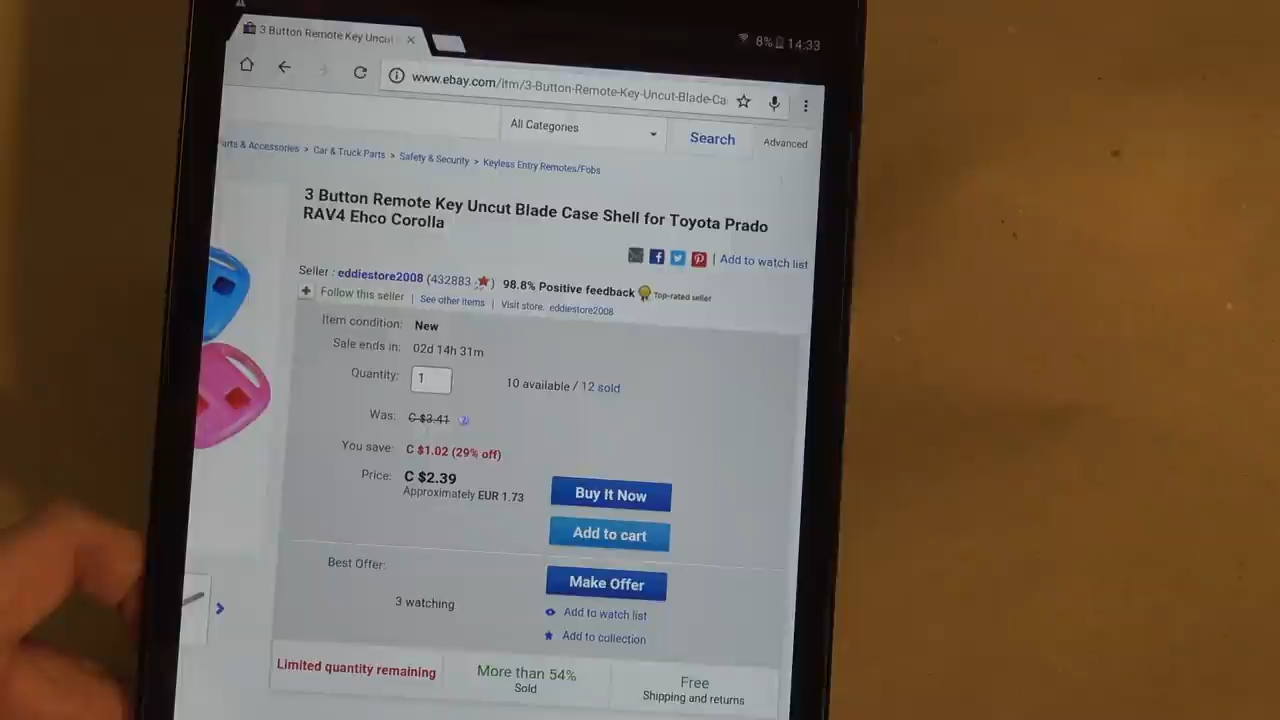 3 Button Remote Key Uncut
8% 14:33
www.ebay.com/itm/3-Button-Remote-Key-Uncut-Blade-Ca
All Categories
Search
Advanced
arts & Accessories > Car & Truck Parts > Safety & Security > Keyless Entry Remotes/Fobs
3 Button Remote Key Uncut Blade Case Shell for Toyota Prado
RAV4 Ehco Corolla
| Add to watch list
Seller : eddiestore2008 (432883 ) 98.8% Positive feedback Top-rated seller
+ Follow this seller | See other items | Visit store: eddiestore2008
Item condition: New
Sale ends in: 02d 14h 31m
Quantity: 1 10 available / 12 sold
Was: C $3.41 ?
You save: C $1.02 (29% off)
Price: C $2.39
Approximately EUR 1.73
Buy It Now
Add to cart
Best Offer:
Make Offer
3 watching
Add to watch list
Add to collection
Limited quantity remaining
More than 54%
Sold
Free
Shipping and returns